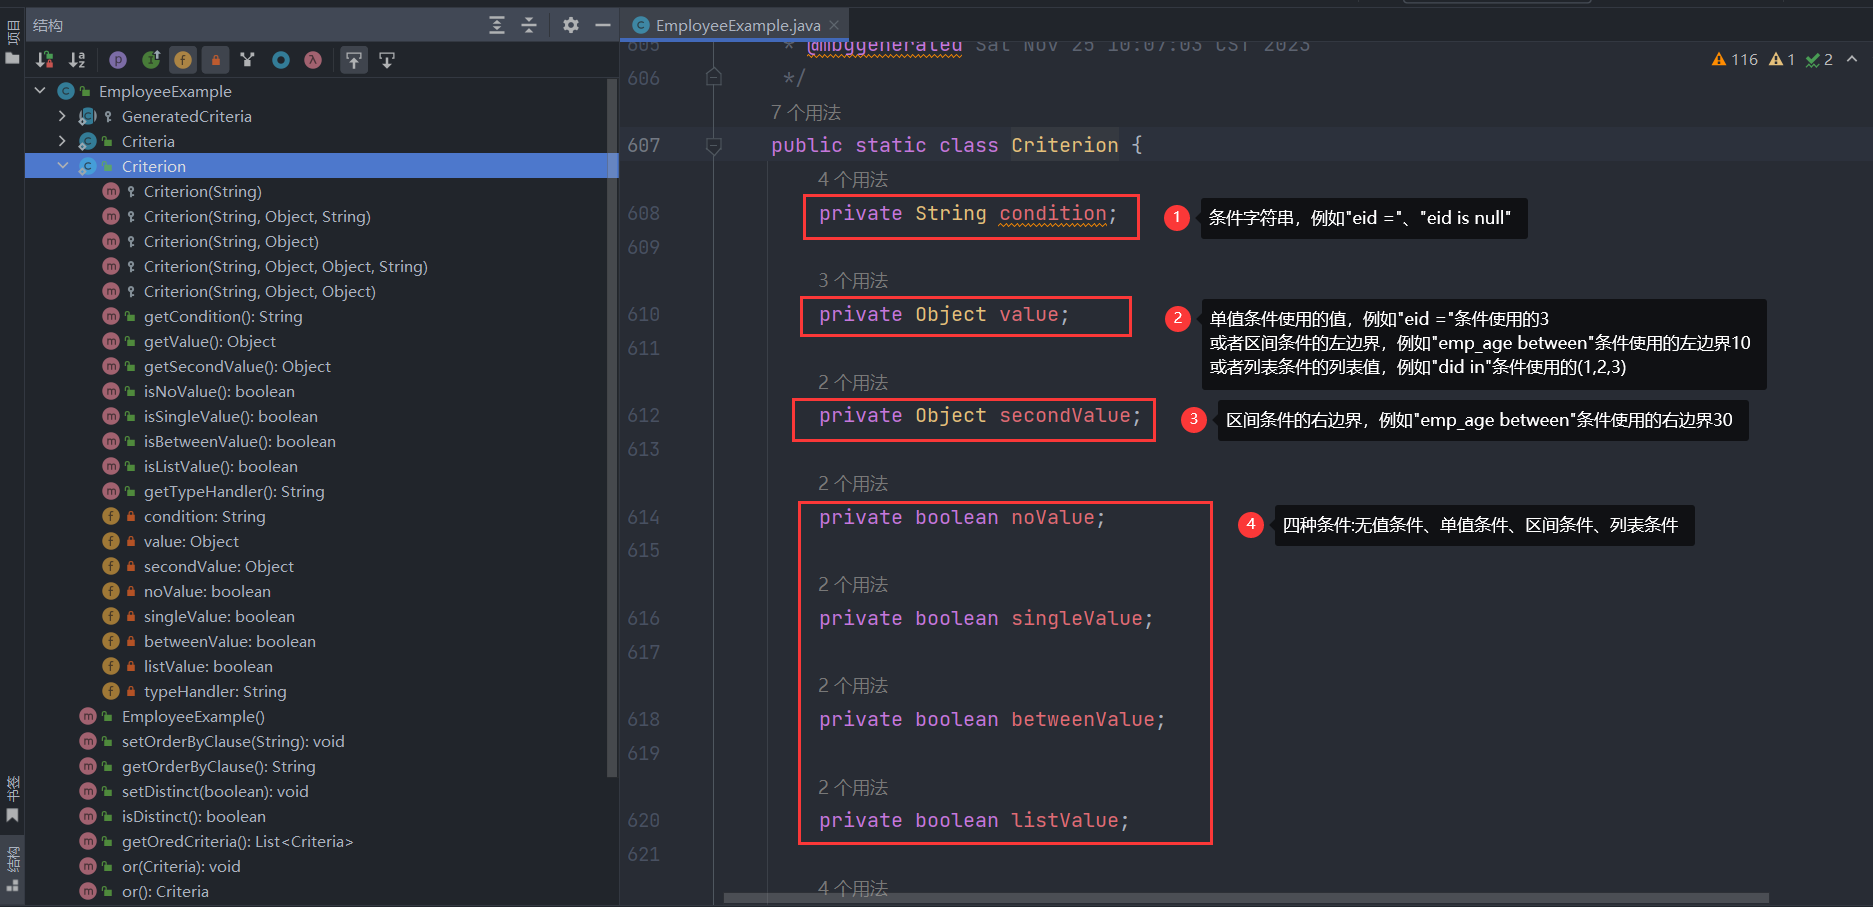 结构
EmployeeExample.java
项目
EmployeeExample
GeneratedCriteria
Criteria
Criterion
Criterion(String)
Criterion(String, Object, String)
Criterion(String, Object)
Criterion(String, Object, Object, String)
Criterion(String, Object, Object)
getCondition(): String
getValue(): Object
getSecondValue(): Object
isNoValue(): boolean
isSingleValue(): boolean
isBetweenValue(): boolean
isListValue(): boolean
getTypeHandler(): String
condition: String
value: Object
secondValue: Object
noValue: boolean
singleValue: boolean
betweenValue: boolean
listValue: boolean
typeHandler: String
EmployeeExample()
setOrderByClause(String): void
getOrderByClause(): String
setDistinct(boolean): void
isDistinct(): boolean
getOredCriteria(): List<Criteria>
or(Criteria): void
or(): Criteria
书签
结构
605 * @mbggenerated Sat Nov 25 10:07:03 CST 2023
116 1 2
606 */
7 个用法
607 public static class Criterion {
4 个用法
608 private String condition;
1 条件字符串，例如"eid ="、"eid is null"
609
3 个用法
610 private Object value;
2 单值条件使用的值，例如"eid ="条件使用的3
或者区间条件的左边界，例如"emp_age between"条件使用的左边界10
或者列表条件的列表值，例如"did in"条件使用的(1,2,3)
611
2 个用法
612 private Object secondValue;
3 区间条件的右边界，例如"emp_age between"条件使用的右边界30
613
2 个用法
614 private boolean noValue;
4 四种条件:无值条件、单值条件、区间条件、列表条件
615
2 个用法
616 private boolean singleValue;
617
2 个用法
618 private boolean betweenValue;
619
2 个用法
620 private boolean listValue;
621
4 个用法